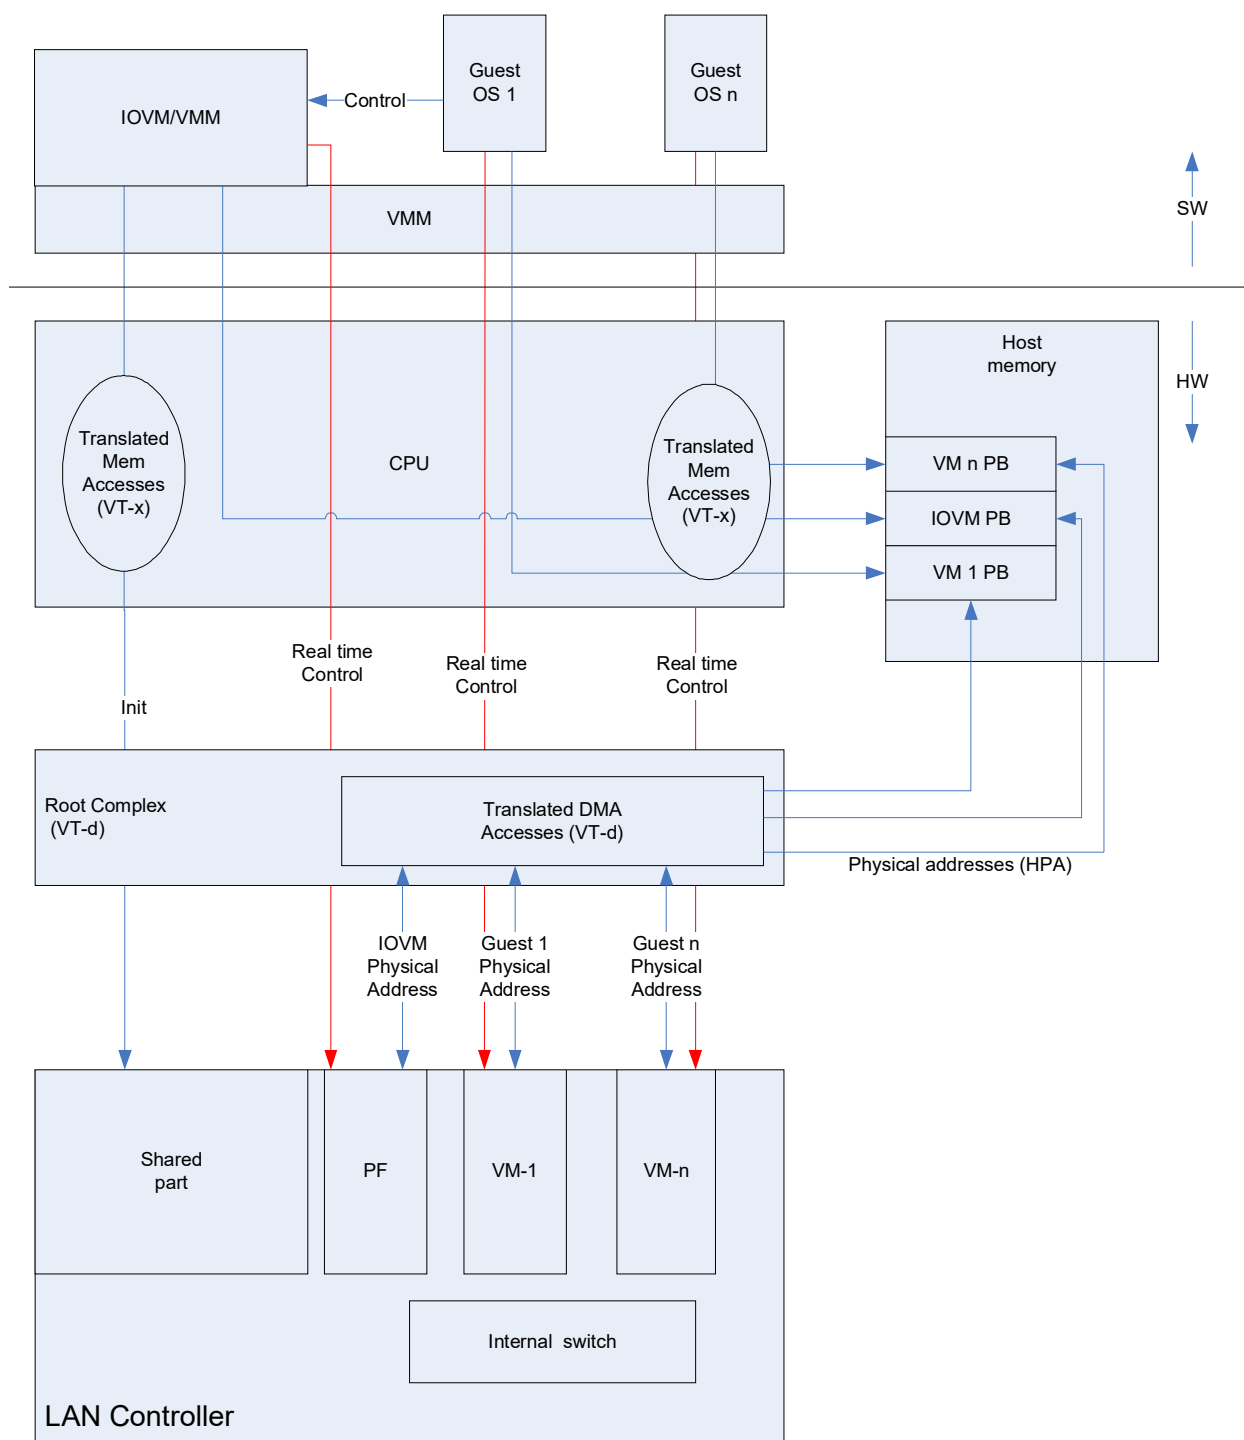 Guest
OS 1
Guest
OS n
Control
IOVM/VMM
VMM
SW
HW
Host
memory
Translated
Mem
Accesses
(VT-x)
CPU
Translated
Mem
Accesses
(VT-x)
VM n PB
IOVM PB
VM 1 PB
Real time
Control
Real time
Control
Real time
Control
Init
Root Complex
(VT-d)
Translated DMA
Accesses (VT-d)
Physical addresses (HPA)
IOVM
Physical
Address
Guest 1
Physical
Address
Guest n
Physical
Address
Shared
part
PF
VM-1
VM-n
Internal switch
LAN Controller